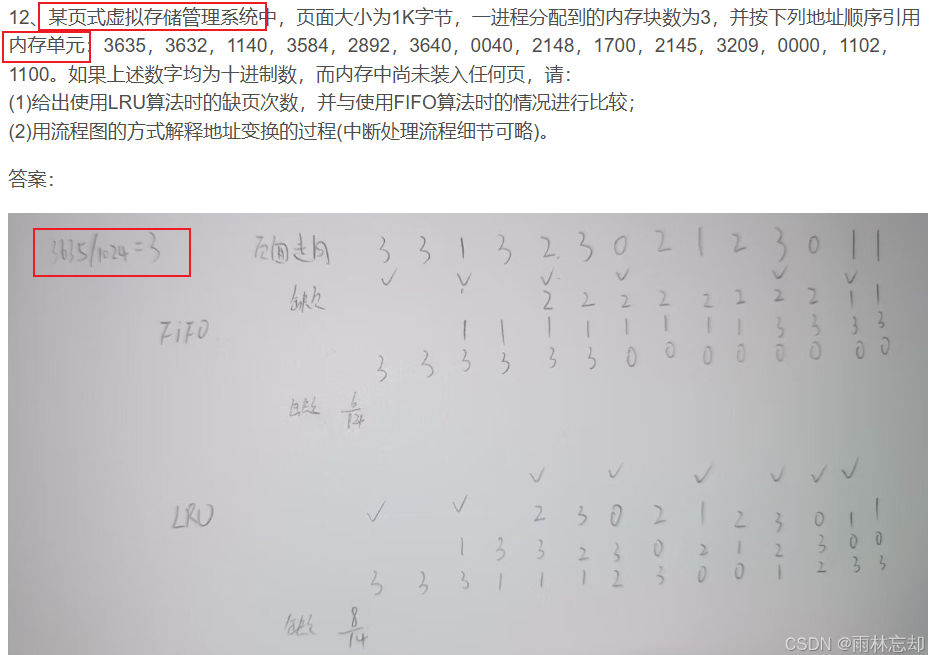 12、某页式虚拟存储管理系统中，页面大小为1K字节，一进程分配到的内存块数为3，并按下列地址顺序引用
内存单元：3635，3632，1140，3584，2892，3640，0040，2148，1700，2145，3209，0000，1102，
1100。如果上述数字均为十进制数，而内存中尚未装入任何页，请：
(1)给出使用LRU算法时的缺页次数，并与使用FIFO算法时的情况进行比较；
(2)用流程图的方式解释地址变换的过程(中断处理流程细节可略)。
答案：
3635/1024=3 页面走向 3 3 1 3 2 3 0 2 1 2 3 0 1 1
✓ ✓ ✓ ✓ ✓ ✓
2 2 2 2 2 2 2 2 1 1
FiFO 1 1 1 1 1 1 1 1 3 3 3 3
3 3 3 3 3 3 0 0 0 0 0 0 0 0
6/14
✓ ✓ ✓ ✓ ✓ ✓
LRU ✓ ✓ 2 3 0 2 1 2 3 0 1 1
1 3 3 2 3 0 2 1 2 3 0 0
3 3 3 1 1 1 2 3 0 0 1 2 3 3
8/14
CSDN @雨林忘却